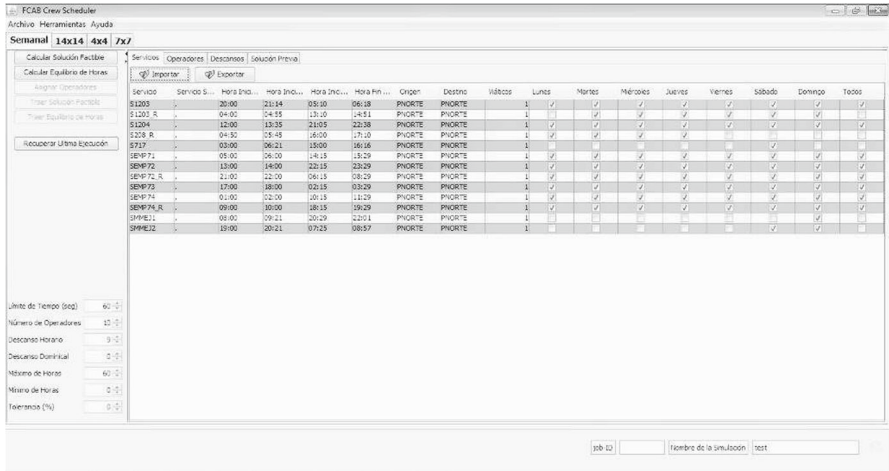 FCAB Crew Scheduler
Archivo Herramientas Ayuda
Semanal 14x14 4x4 7x7
Calcular Solución Factible
Calcular Equilibrio de Horas
Asignar Operadores
Traer Solución Factible
Traer Equilibrio de Horas
Recuperar Ultima Ejecución
Servicios Operadores Descansos Solución Previa
Importar Exportar
Servicio Servicio S... Hora Inic... Hora Inici... Hora Inici... Hora Fin ... Origen Destino Viáticos Lunes Martes Miércoles Jueves Viernes Sábado Domingo Todos
S1203 . 20:00 21:14 05:10 06:18 PNORTE PNORTE 1
S1203_R . 04:00 04:55 13:10 14:51 PNORTE PNORTE 1
S1204 . 12:00 13:35 21:05 22:38 PNORTE PNORTE 1
S208_R . 04:50 05:45 16:00 17:10 PNORTE PNORTE 1
S717 . 03:00 06:21 15:00 16:16 PNORTE PNORTE 1
SEMP71 . 05:00 06:00 14:15 15:29 PNORTE PNORTE 1
SEMP72 . 13:00 14:00 22:15 23:29 PNORTE PNORTE 1
SEMP72_R . 21:00 22:00 06:15 08:29 PNORTE PNORTE 1
SEMP73 . 17:00 18:00 02:15 03:29 PNORTE PNORTE 1
SEMP74 . 01:00 02:00 10:15 11:29 PNORTE PNORTE 1
SEMP74_R . 09:00 10:00 18:15 19:29 PNORTE PNORTE 1
SMMEJ1 . 08:00 09:21 20:29 22:01 PNORTE PNORTE 1
SMMEJ2 . 19:00 20:21 07:25 08:57 PNORTE PNORTE 1
Límite de Tiempo (seg) 60
Número de Operadores
Descanso Horario
Descanso Dominical 0
Máximo de Horas 60
Mínimo de Horas 0
Tolerancia (%) 0
Job-ID Nombre de la Simulación test